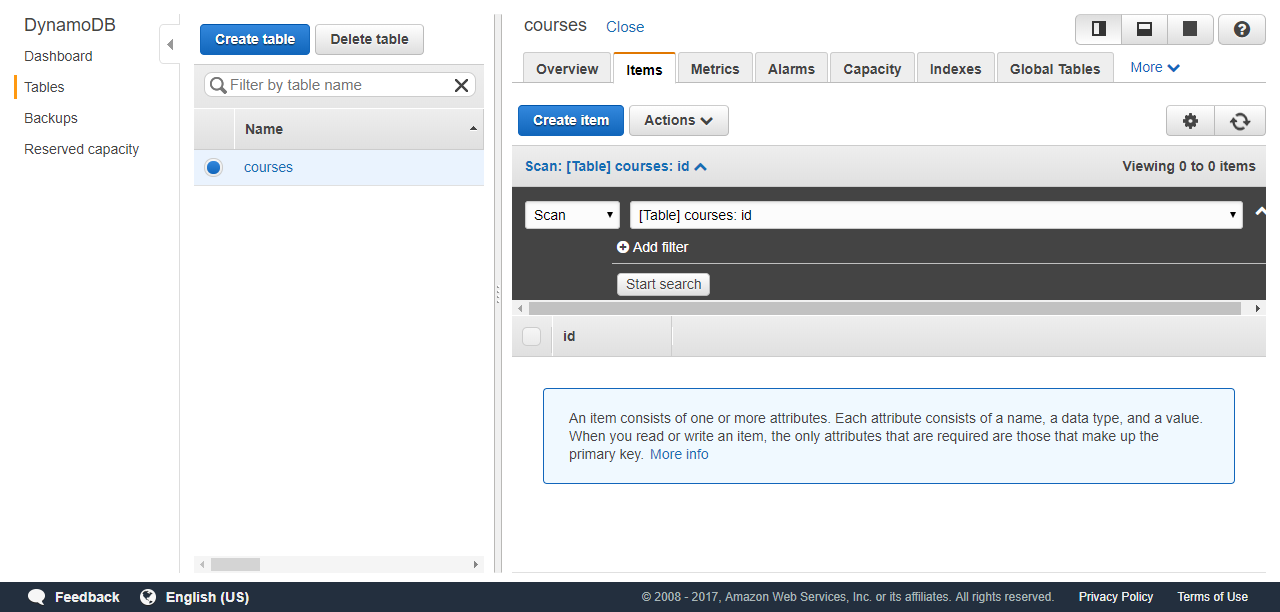 DynamoDB
Dashboard
Tables
Backups
Reserved capacity
Create table
Delete table
Filter by table name
Name
courses
courses
Close
Overview
Items
Metrics
Alarms
Capacity
Indexes
Global Tables
More
Create item
Actions
Scan: [Table] courses: id
Viewing 0 to 0 items
Scan
[Table] courses: id
Add filter
Start search
id
An item consists of one or more attributes. Each attribute consists of a name, a data type, and a value.
When you read or write an item, the only attributes that are required are those that make up the
primary key. More info
Feedback
English (US)
© 2008 - 2017, Amazon Web Services, Inc. or its affiliates. All rights reserved.
Privacy Policy
Terms of Use